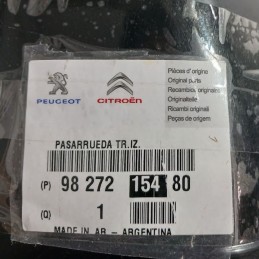 PEUGEOT
CITROËN
Pièces d'origine
Original parts
Recambios originales
Originalteile
Ricambi originali
Peças de origem
PASARRUEDA TR.IZ.
(P) 98 272 154 80
(Q) 1
MADE IN AR - ARGENTINA